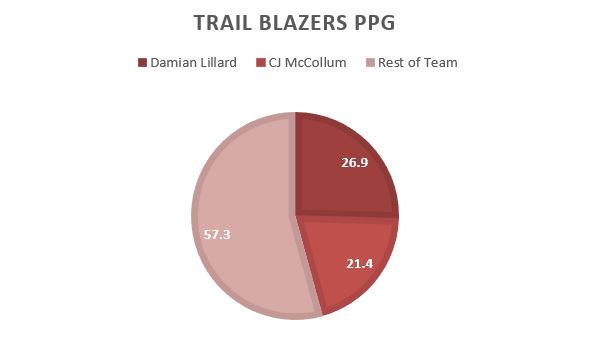 TRAIL BLAZERS PPG
Damian Lillard CJ McCollum Rest of Team
26.9
57.3
21.4